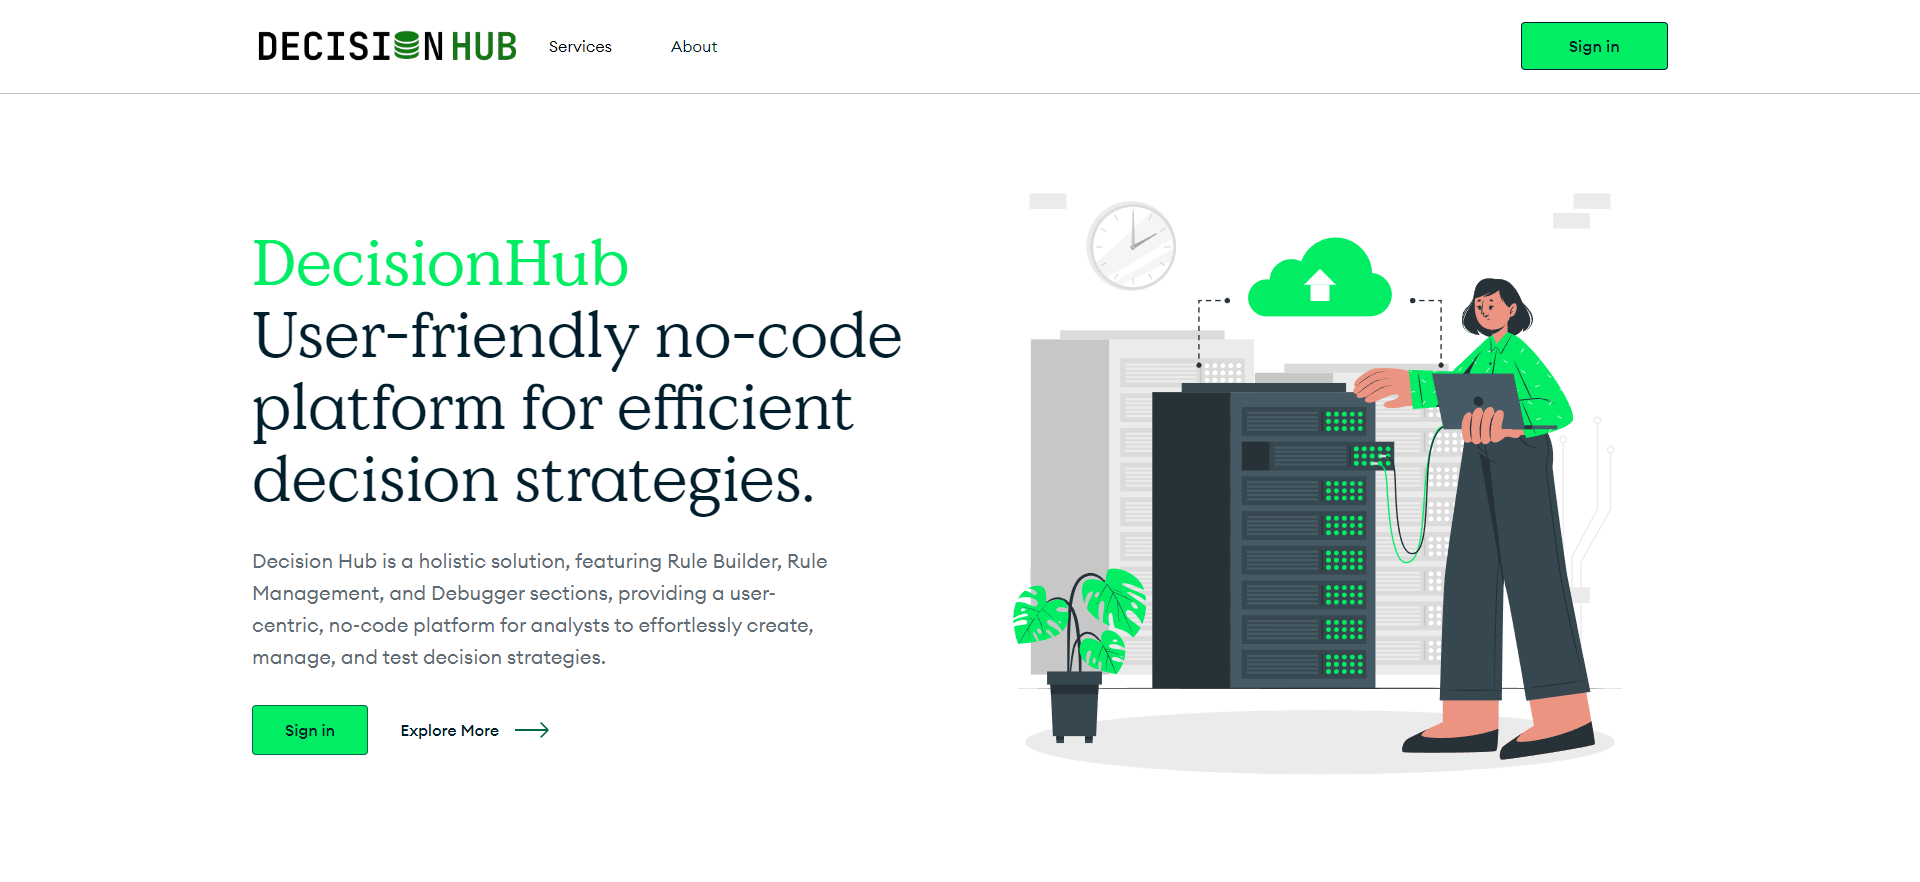 DECISION HUB
Services
About
Sign in
DecisionHub
User-friendly no-code
platform for efficient
decision strategies.
Decision Hub is a holistic solution, featuring Rule Builder, Rule
Management, and Debugger sections, providing a user-
centric, no-code platform for analysts to effortlessly create,
manage, and test decision strategies.
Sign in
Explore More